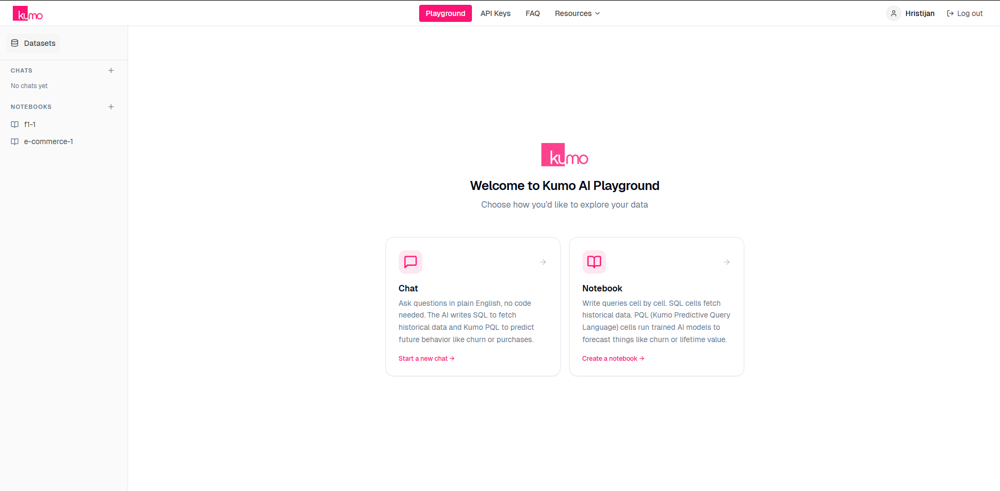 kumo
Playground
API Keys
FAQ
Resources
Hristijan
Log out
Datasets
CHATS
No chats yet
NOTEBOOKS
f1-1
e-commerce-1
kumo
Welcome to Kumo AI Playground
Choose how you'd like to explore your data
Chat
Ask questions in plain English, no code
needed. The AI writes SQL to fetch
historical data and Kumo PQL to predict
future behavior like churn or purchases.
Start a new chat →
Notebook
Write queries cell by cell. SQL cells fetch
historical data. PQL (Kumo Predictive Query
Language) cells run trained AI models to
forecast things like churn or lifetime value.
Create a notebook →